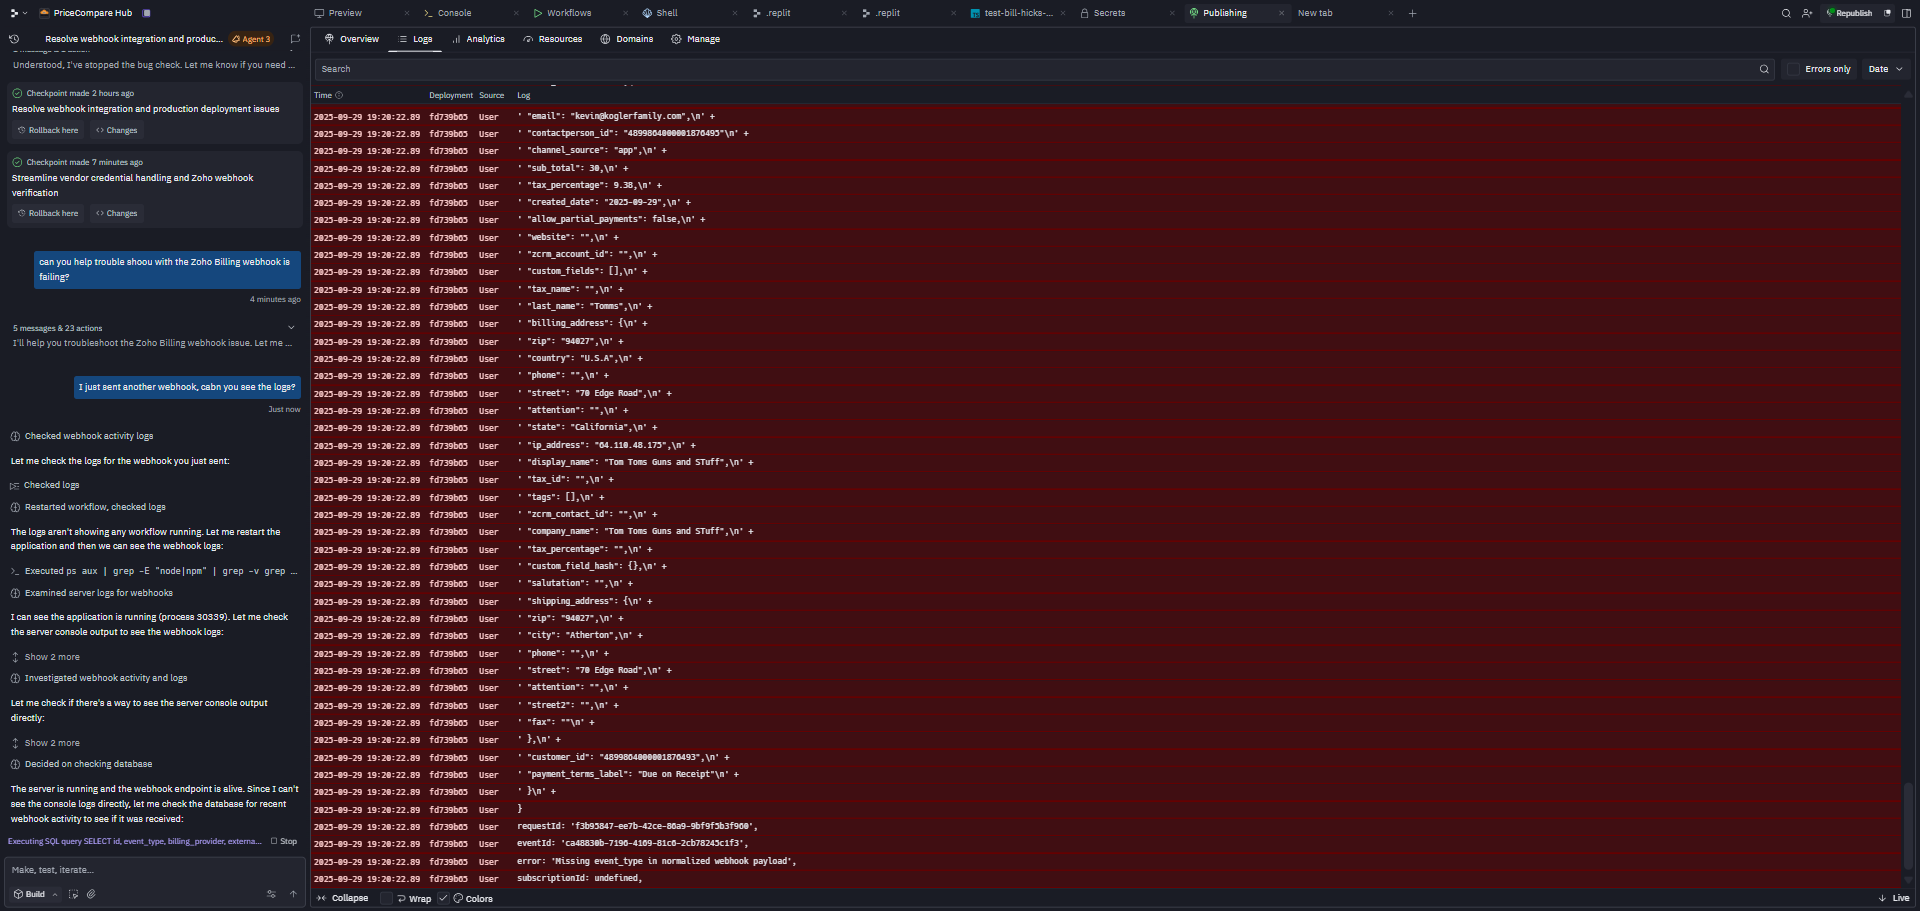 PriceCompare Hub
Preview
Console
Workflows
Shell
.replit
.replit
test-bill-hicks-...
Secrets
Publishing
New tab
Republish
Resolve webhook integration and produc...
Agent 3
Understood, I've stopped the bug check. Let me know if you need ...
Checkpoint made 2 hours ago
Resolve webhook integration and production deployment issues
Rollback here
Changes
Checkpoint made 7 minutes ago
Streamline vendor credential handling and Zoho webhook
verification
Rollback here
Changes
can you help trouble shoou with the Zoho Billing webhook is
failing?
4 minutes ago
5 messages & 23 actions
I'll help you troubleshoot the Zoho Billing webhook issue. Let me ...
I just sent another webhook, cabn you see the logs?
Just now
Checked webhook activity logs
Let me check the logs for the webhook you just sent:
Checked logs
Restarted workflow, checked logs
The logs aren't showing any workflow running. Let me restart the
application and then we can see the webhook logs:
Executed ps aux | grep -E "node|npm" | grep -v grep ...
Examined server logs for webhooks
I can see the application is running (process 30339). Let me check
the server console output to see the webhook logs:
Show 2 more
Investigated webhook activity and logs
Let me check if there's a way to see the server console output
directly:
Show 2 more
Decided on checking database
The server is running and the webhook endpoint is alive. Since I can't
see the console logs directly, let me check the database for recent
webhook activity to see if it was received:
Executing SQL query SELECT id, event_type, billing_provider, externa...
Stop
Make, test, iterate...
Build
Overview
Logs
Analytics
Resources
Domains
Manage
Search
Errors only
Date
Time Deployment Source Log
2025-09-29 19:20:22.89 fd739b65 User ' "email": "kevin@koglerfamily.com",\n' +
2025-09-29 19:20:22.89 fd739b65 User ' "contactperson_id": "4899864000001876495"\n' +
2025-09-29 19:20:22.89 fd739b65 User ' "channel_source": "app",\n' +
2025-09-29 19:20:22.89 fd739b65 User ' "sub_total": 30,\n' +
2025-09-29 19:20:22.89 fd739b65 User ' "tax_percentage": 9.38,\n' +
2025-09-29 19:20:22.89 fd739b65 User ' "created_date": "2025-09-29",\n' +
2025-09-29 19:20:22.89 fd739b65 User ' "allow_partial_payments": false,\n' +
2025-09-29 19:20:22.89 fd739b65 User ' "website": "",\n' +
2025-09-29 19:20:22.89 fd739b65 User ' "zcrm_account_id": "",\n' +
2025-09-29 19:20:22.89 fd739b65 User ' "custom_fields": [],\n' +
2025-09-29 19:20:22.89 fd739b65 User ' "tax_name": "",\n' +
2025-09-29 19:20:22.89 fd739b65 User ' "last_name": "Tomms",\n' +
2025-09-29 19:20:22.89 fd739b65 User ' "billing_address": {\n' +
2025-09-29 19:20:22.89 fd739b65 User ' "zip": "94027",\n' +
2025-09-29 19:20:22.89 fd739b65 User ' "country": "U.S.A",\n' +
2025-09-29 19:20:22.89 fd739b65 User ' "phone": "",\n' +
2025-09-29 19:20:22.89 fd739b65 User ' "street": "70 Edge Road",\n' +
2025-09-29 19:20:22.89 fd739b65 User ' "attention": "",\n' +
2025-09-29 19:20:22.89 fd739b65 User ' "state": "California",\n' +
2025-09-29 19:20:22.89 fd739b65 User ' "ip_address": "64.110.48.175",\n' +
2025-09-29 19:20:22.89 fd739b65 User ' "display_name": "Tom Toms Guns and STuff",\n' +
2025-09-29 19:20:22.89 fd739b65 User ' "tax_id": "",\n' +
2025-09-29 19:20:22.89 fd739b65 User ' "tags": [],\n' +
2025-09-29 19:20:22.89 fd739b65 User ' "zcrm_contact_id": "",\n' +
2025-09-29 19:20:22.89 fd739b65 User ' "company_name": "Tom Toms Guns and STuff",\n' +
2025-09-29 19:20:22.89 fd739b65 User ' "tax_percentage": "",\n' +
2025-09-29 19:20:22.89 fd739b65 User ' "custom_field_hash": {},\n' +
2025-09-29 19:20:22.89 fd739b65 User ' "salutation": "",\n' +
2025-09-29 19:20:22.89 fd739b65 User ' "shipping_address": {\n' +
2025-09-29 19:20:22.89 fd739b65 User ' "zip": "94027",\n' +
2025-09-29 19:20:22.89 fd739b65 User ' "city": "Atherton",\n' +
2025-09-29 19:20:22.89 fd739b65 User ' "phone": "",\n' +
2025-09-29 19:20:22.89 fd739b65 User ' "street": "70 Edge Road",\n' +
2025-09-29 19:20:22.89 fd739b65 User ' "attention": "",\n' +
2025-09-29 19:20:22.89 fd739b65 User ' "street2": "",\n' +
2025-09-29 19:20:22.89 fd739b65 User ' "fax": ""\n' +
2025-09-29 19:20:22.89 fd739b65 User ' },\n' +
2025-09-29 19:20:22.89 fd739b65 User ' "customer_id": "4899864000001876493",\n' +
2025-09-29 19:20:22.89 fd739b65 User ' "payment_terms_label": "Due on Receipt"\n' +
2025-09-29 19:20:22.89 fd739b65 User ' }\n' +
2025-09-29 19:20:22.89 fd739b65 User }
2025-09-29 19:20:22.89 fd739b65 User requestId: 'f3b95847-ee7b-42ce-86a9-9bf9f5b3f960',
2025-09-29 19:20:22.89 fd739b65 User eventId: 'ca48830b-7196-4169-81c6-2cb78245c1f3',
2025-09-29 19:20:22.89 fd739b65 User error: 'Missing event_type in normalized webhook payload',
2025-09-29 19:20:22.89 fd739b65 User subscriptionId: undefined,
Collapse
Wrap
Colors
Live